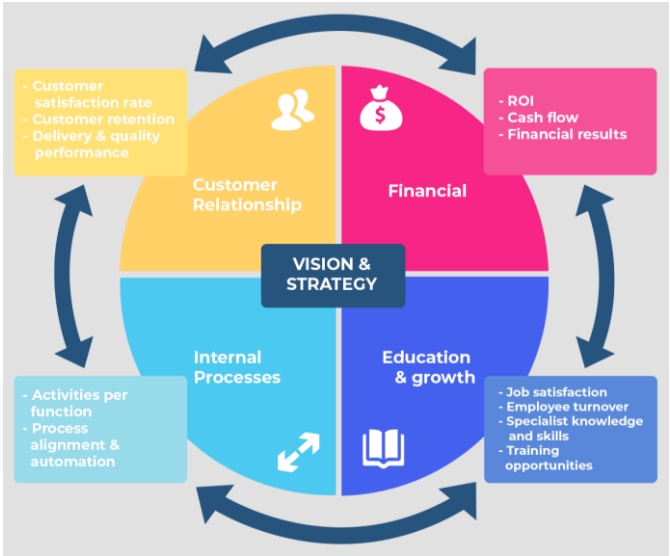 - Customer
satisfaction rate
- Customer retention
- Delivery & quality
performance
- ROI
- Cash flow
- Financial results
$
Customer
Relationship
Financial
VISION &
STRATEGY
Internal
Processes
Education
& growth
- Activities per
function
- Process
alignment &
automation
- Job satisfaction
- Employee turnover
- Specialist knowledge
and skills
- Training
opportunities